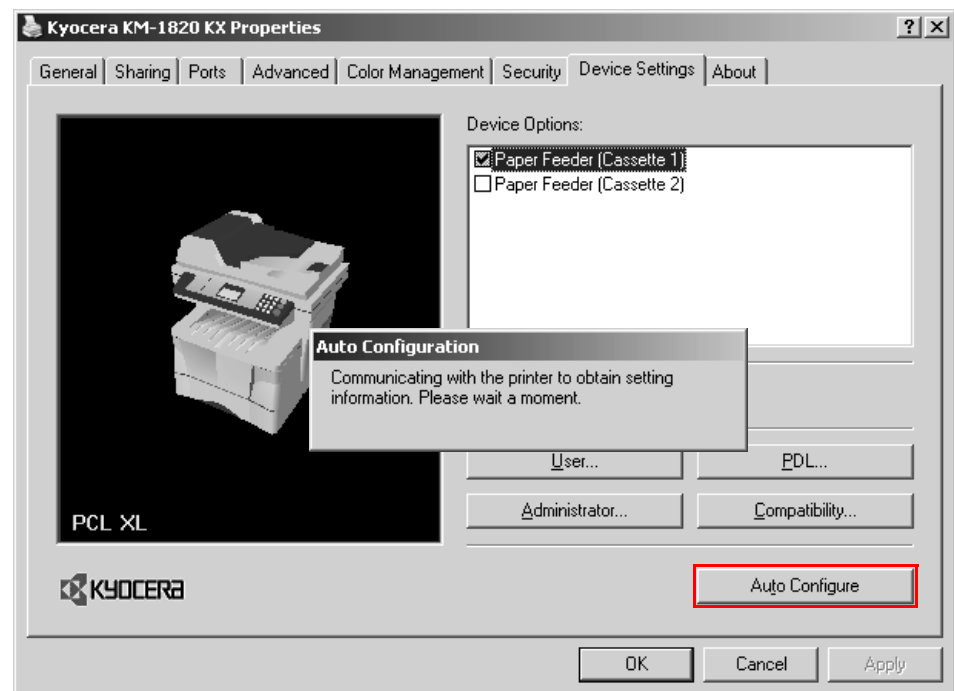 Kyocera KM-1820 KX Properties
General Sharing Ports Advanced Color Management Security Device Settings About
Device Options:
Paper Feeder (Cassette 1)
Paper Feeder (Cassette 2)
Auto Configuration
Communicating with the printer to obtain setting
information. Please wait a moment.
User... PDL...
Administrator... Compatibility...
PCL XL
KYOCERA
Auto Configure
OK Cancel Apply